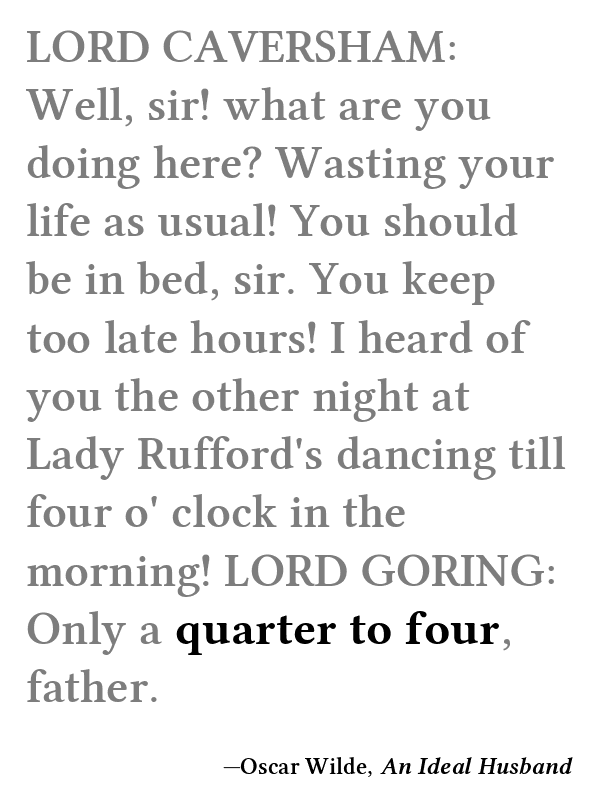 LORD CAVERSHAM:
Well, sir! what are you
doing here? Wasting your
life as usual! You should
be in bed, sir. You keep
too late hours! I heard of
you the other night at
Lady Rufford's dancing till
four o' clock in the
morning! LORD GORING:
Only a quarter to four,
father.
—Oscar Wilde, An Ideal Husband